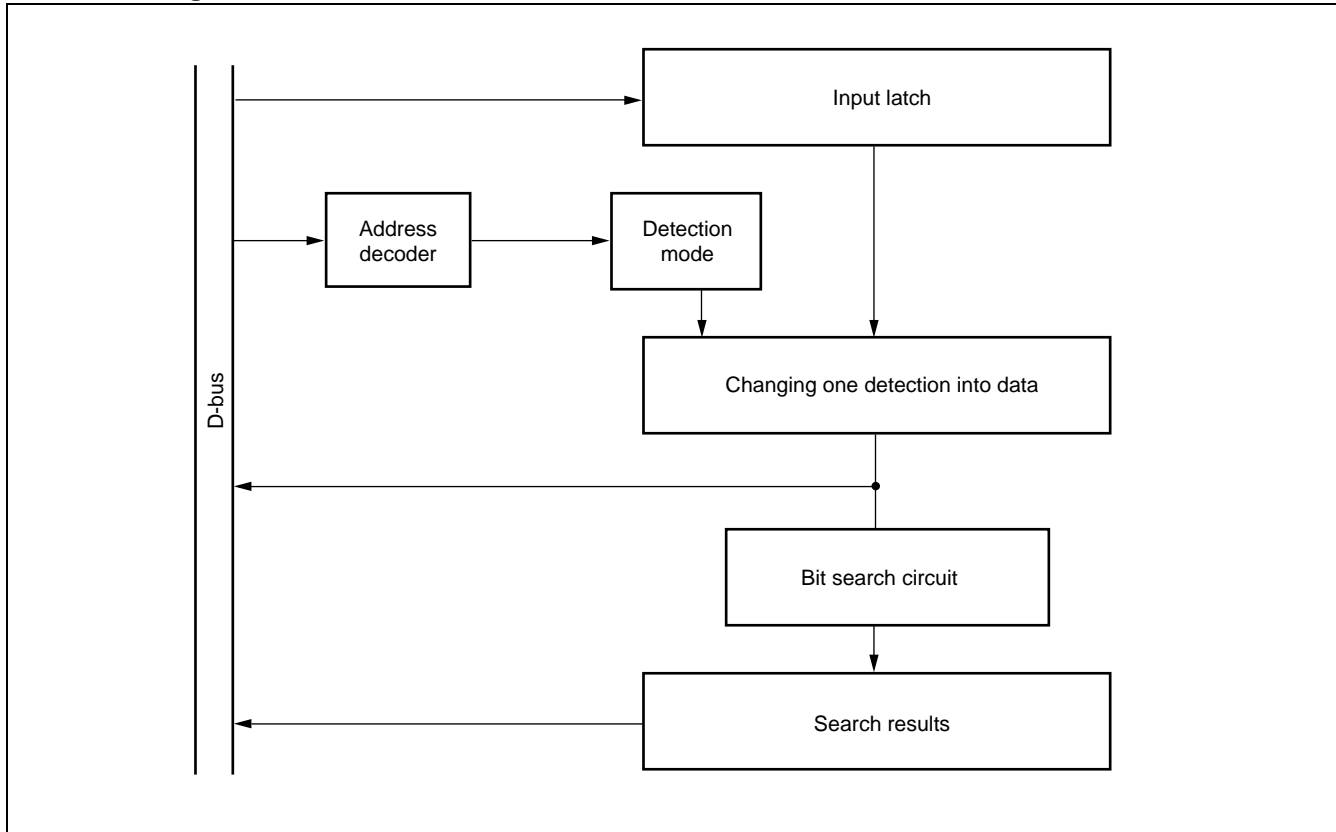 Input latch
Address
decoder
Detection
mode
Changing one detection into data
D-bus
Bit search circuit
Search results